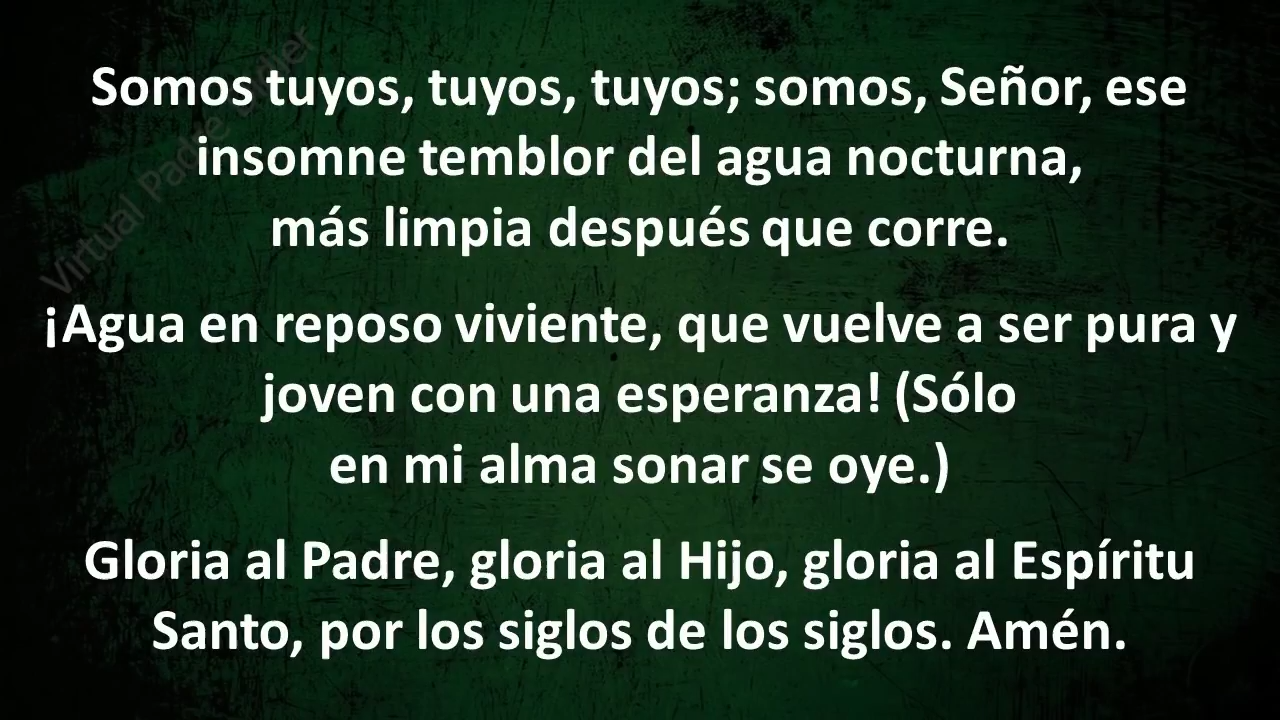 Somos tuyos, tuyos, tuyos; somos, Señor, ese
insomne temblor del agua nocturna,
más limpia después que corre.
¡Agua en reposo viviente, que vuelve a ser pura y
joven con una esperanza! (Sólo
en mi alma sonar se oye.)
Gloria al Padre, gloria al Hijo, gloria al Espíritu
Santo, por los siglos de los siglos. Amén.
Virtual